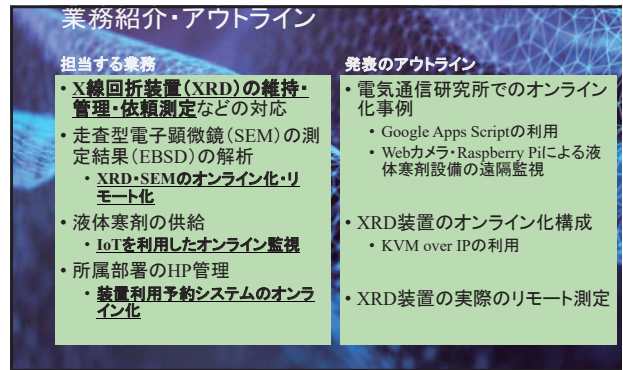 業務紹介・アウトライン
担当する業務
• X線回折装置（XRD）の維持・
管理・依頼測定などの対応
• 走査型電子顕微鏡（SEM）の測
定結果（EBSD）の解析
• XRD・SEMのオンライン化・リ
モート化
• 液体寒剤の供給
• IoTを利用したオンライン監視
• 所属部署のHP管理
• 装置利用予約システムのオンラ
イン化
発表のアウトライン
• 電気通信研究所でのオンライン
化事例
• Google Apps Scriptの利用
• Webカメラ・Raspberry Piによる液
体寒剤設備の遠隔監視
• XRD装置のオンライン化構成
• KVM over IPの利用
• XRD装置の実際のリモート測定